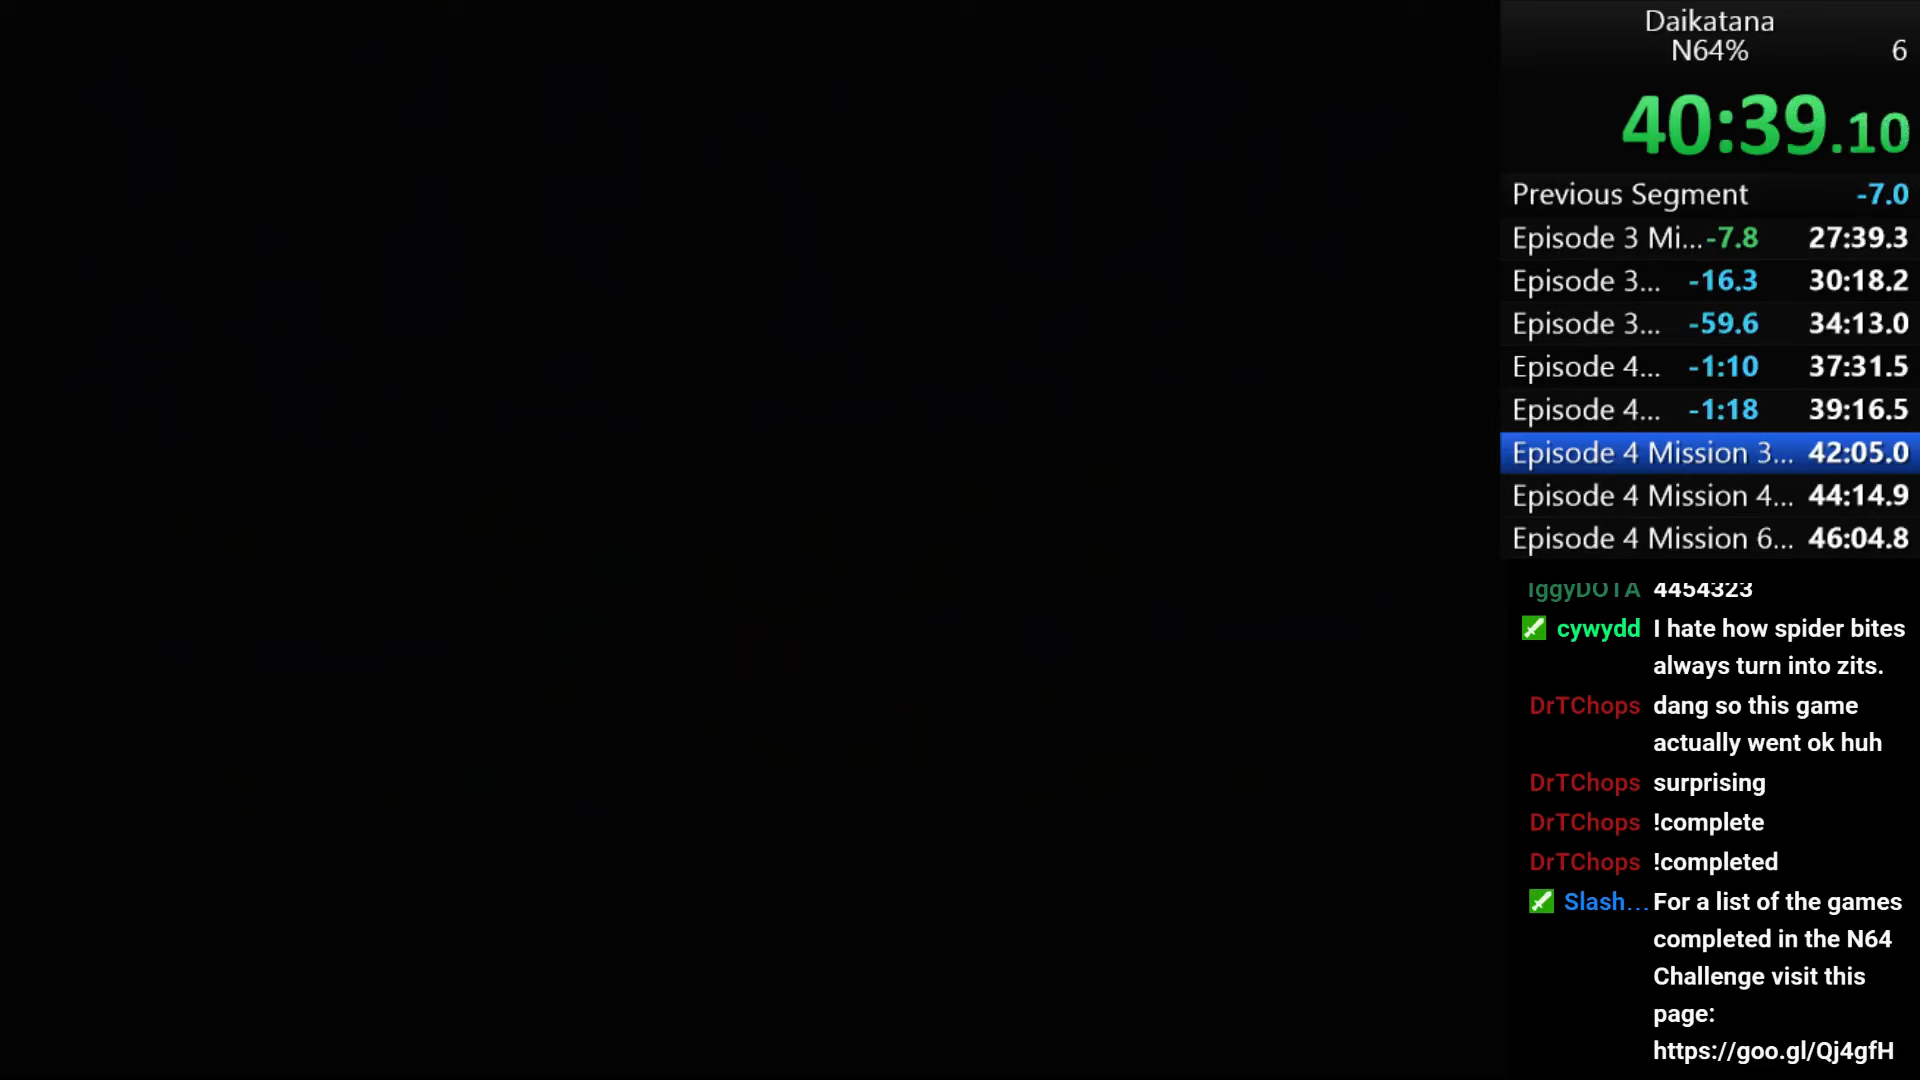 Daikatana
N64% 6
40:39.10
Previous Segment -7.0
Episode 3 Mi... -7.8 27:39.3
Episode 3... -16.3 30:18.2
Episode 3... -59.6 34:13.0
Episode 4... -1:10 37:31.5
Episode 4... -1:18 39:16.5
Episode 4 Mission 3... 42:05.0
Episode 4 Mission 4... 44:14.9
Episode 4 Mission 6... 46:04.8
IggyDOTA 4454323
cywydd I hate how spider bites
always turn into zits.
DrTChops dang so this game
actually went ok huh
DrTChops surprising
DrTChops !complete
DrTChops !completed
Slash... For a list of the games
completed in the N64
Challenge visit this
page:
https://goo.gl/Qj4gfH